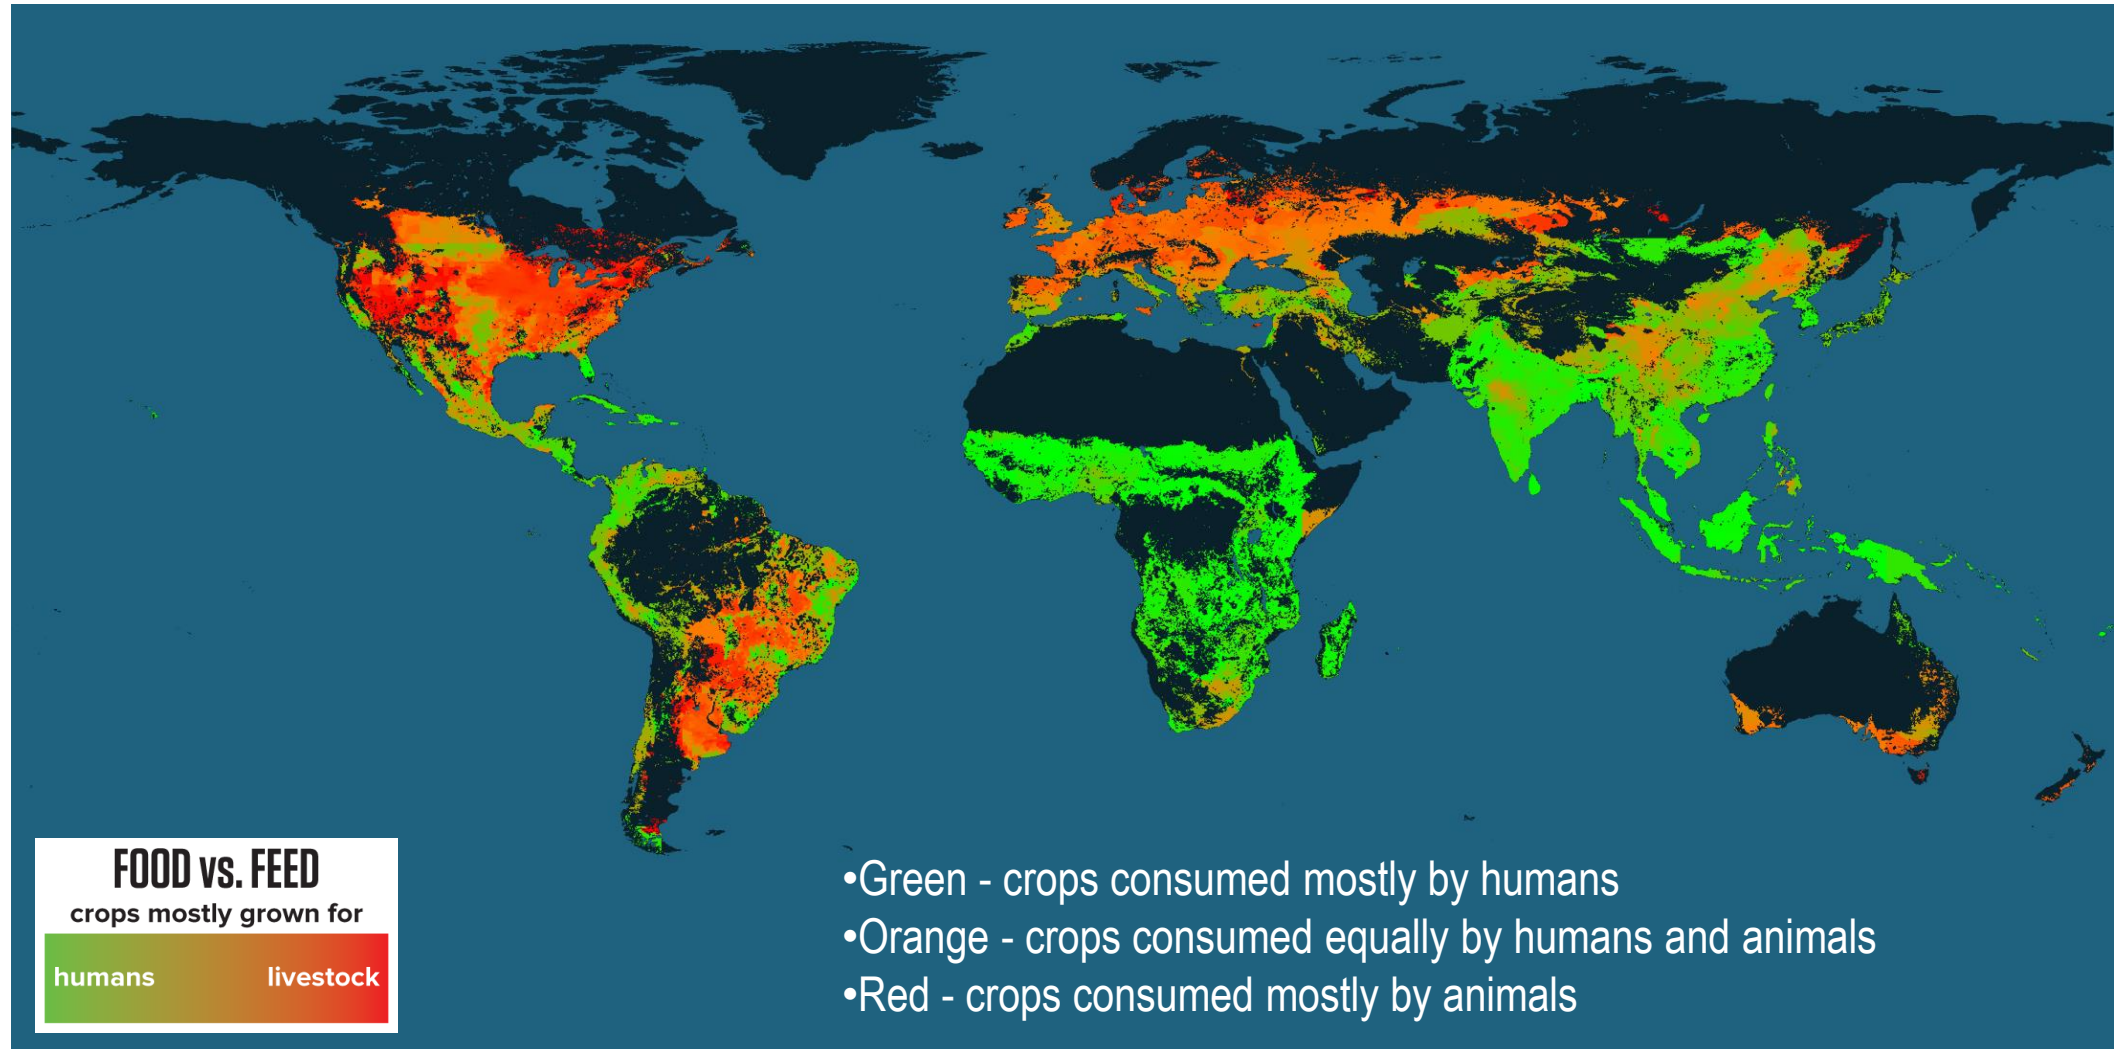 FOOD vs. FEED
crops mostly grown for
humans livestock
•Green - crops consumed mostly by humans
•Orange - crops consumed equally by humans and animals
•Red - crops consumed mostly by animals